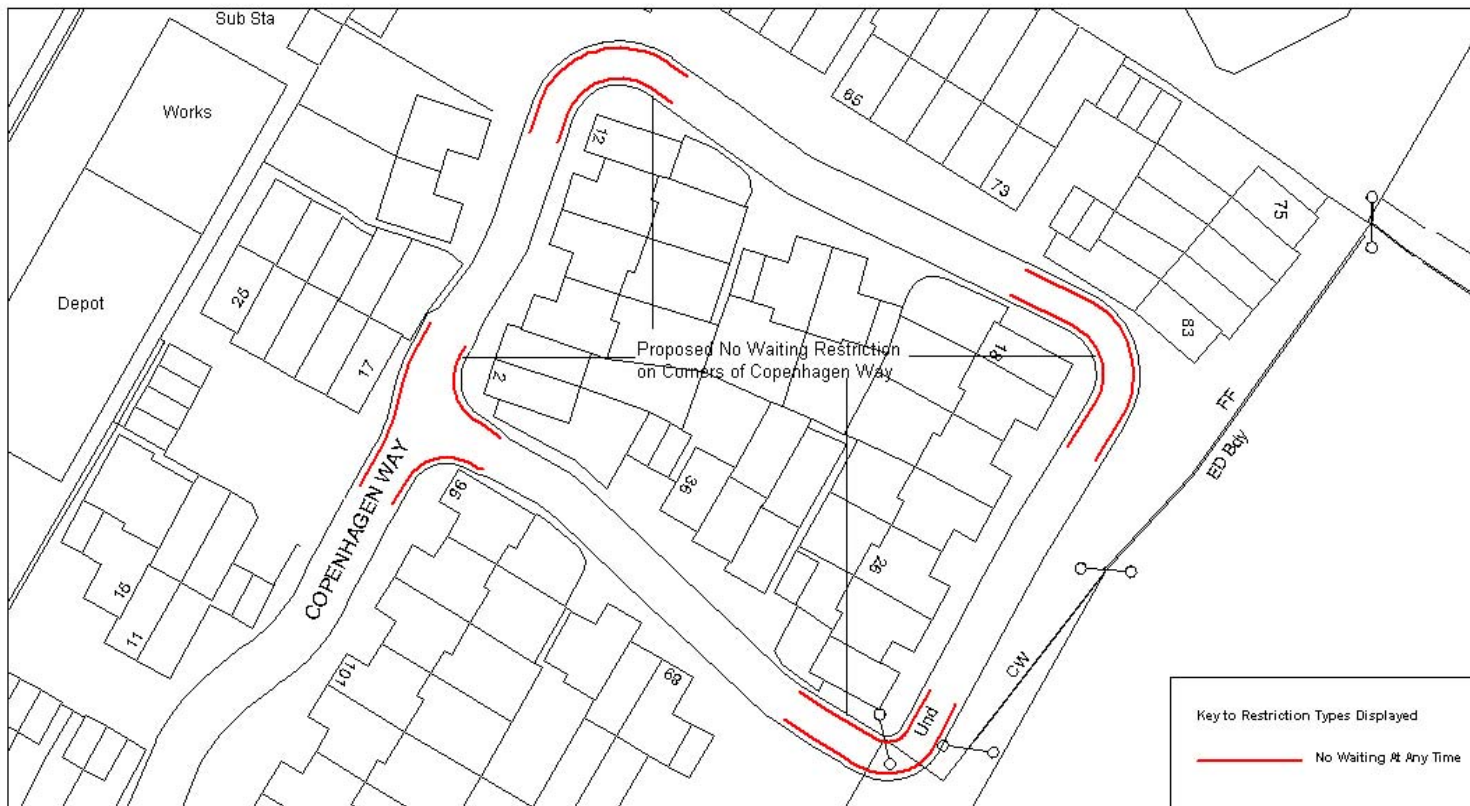 Sub Sta
Works
Depot
12
65
73
75
83
25
17
2
18
Proposed No Waiting Restriction
on Corners of Copenhagen Way
COPENHAGEN WAY
96
36
26
15
11
101
89
FF
ED Bdy
CW
Und
Key to Restriction Types Displayed
No Waiting At Any Time